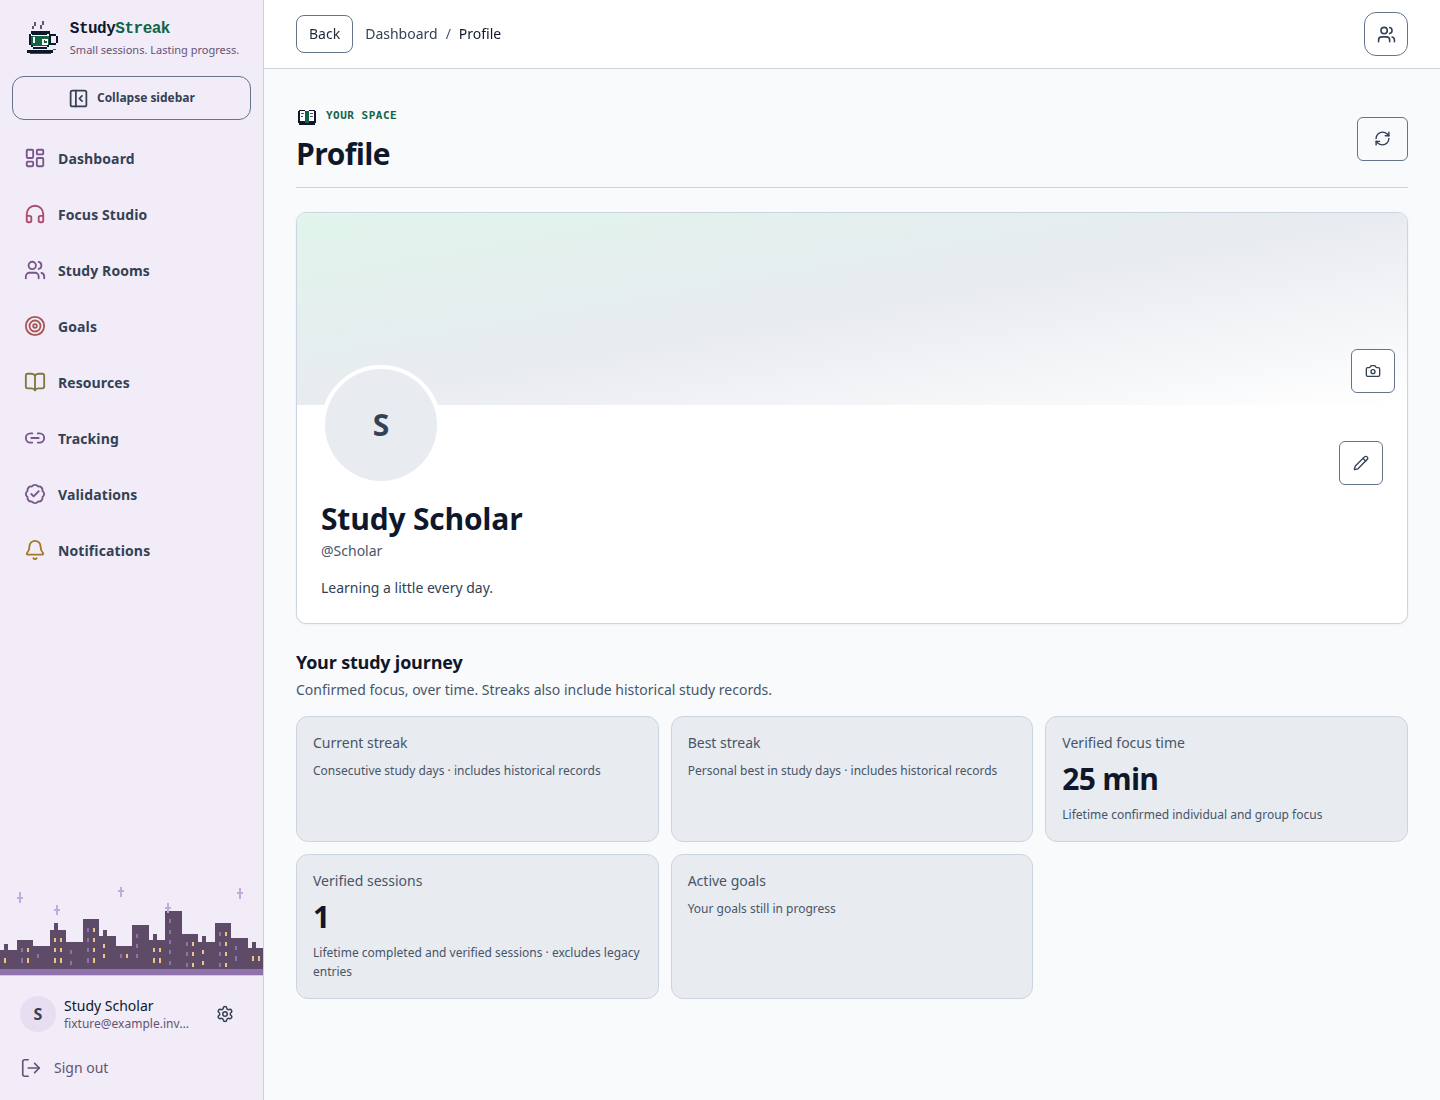 StudyStreak
Small sessions. Lasting progress.
Collapse sidebar
Dashboard
Focus Studio
Study Rooms
Goals
Resources
Tracking
Validations
Notifications
S
Study Scholar
fixture@example.inv...
Sign out
Back
Dashboard / Profile
YOUR SPACE
Profile
S
Study Scholar
@Scholar
Learning a little every day.
Your study journey
Confirmed focus, over time. Streaks also include historical study records.
Current streak
Consecutive study days · includes historical records
Best streak
Personal best in study days · includes historical records
Verified focus time
25 min
Lifetime confirmed individual and group focus
Verified sessions
1
Lifetime completed and verified sessions · excludes legacy
entries
Active goals
Your goals still in progress